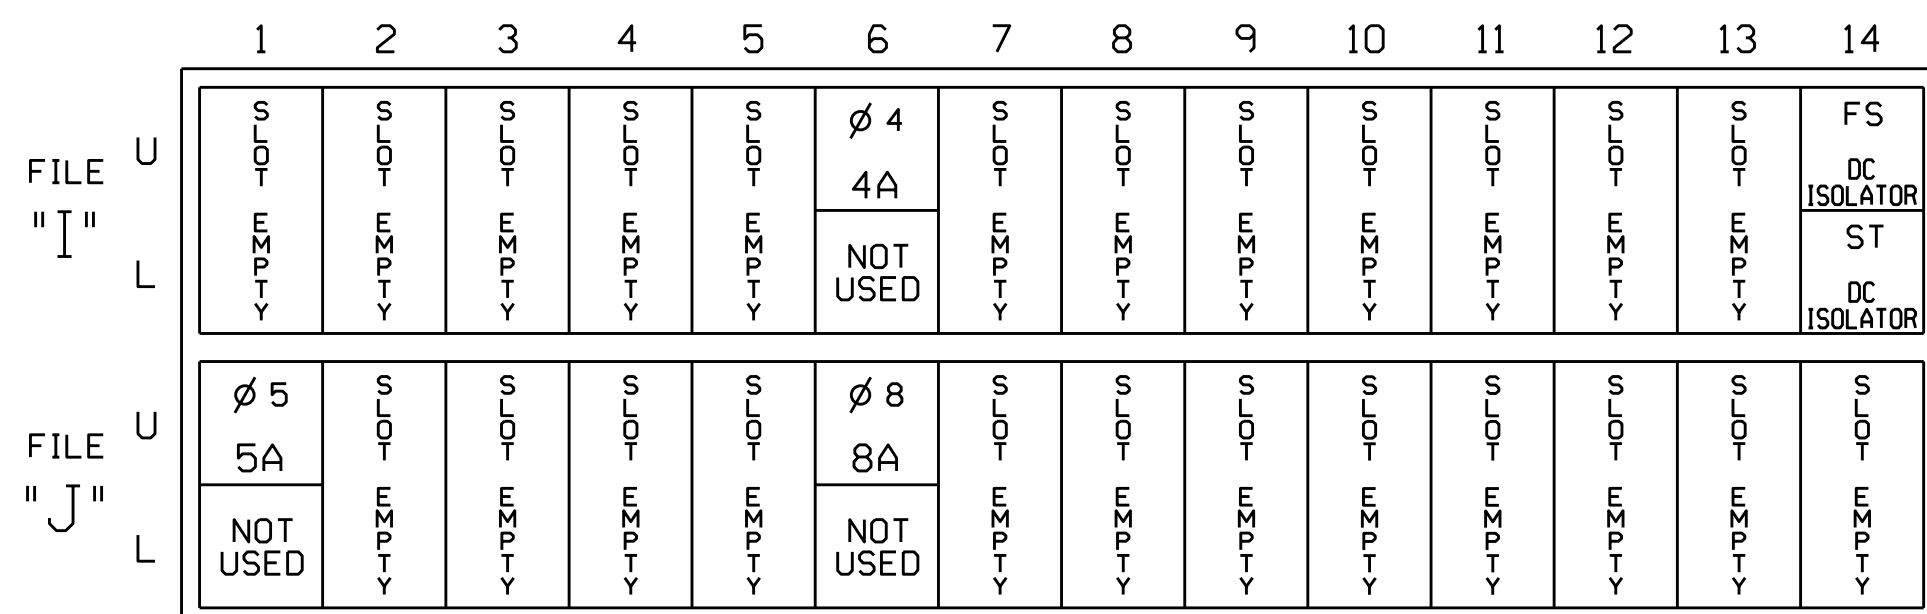 1 2 3 4 5 6 7 8 9 10 11 12 13 14
FILE "I"
U
L
SLOT EMPTY
SLOT EMPTY
SLOT EMPTY
SLOT EMPTY
SLOT EMPTY
Ø 4
4A
NOT
USED
SLOT EMPTY
SLOT EMPTY
SLOT EMPTY
SLOT EMPTY
SLOT EMPTY
SLOT EMPTY
SLOT EMPTY
FS
DC
ISOLATOR
ST
DC
ISOLATOR
FILE "J"
U
L
Ø 5
5A
NOT
USED
SLOT EMPTY
SLOT EMPTY
SLOT EMPTY
SLOT EMPTY
Ø 8
8A
NOT
USED
SLOT EMPTY
SLOT EMPTY
SLOT EMPTY
SLOT EMPTY
SLOT EMPTY
SLOT EMPTY
SLOT EMPTY
SLOT EMPTY